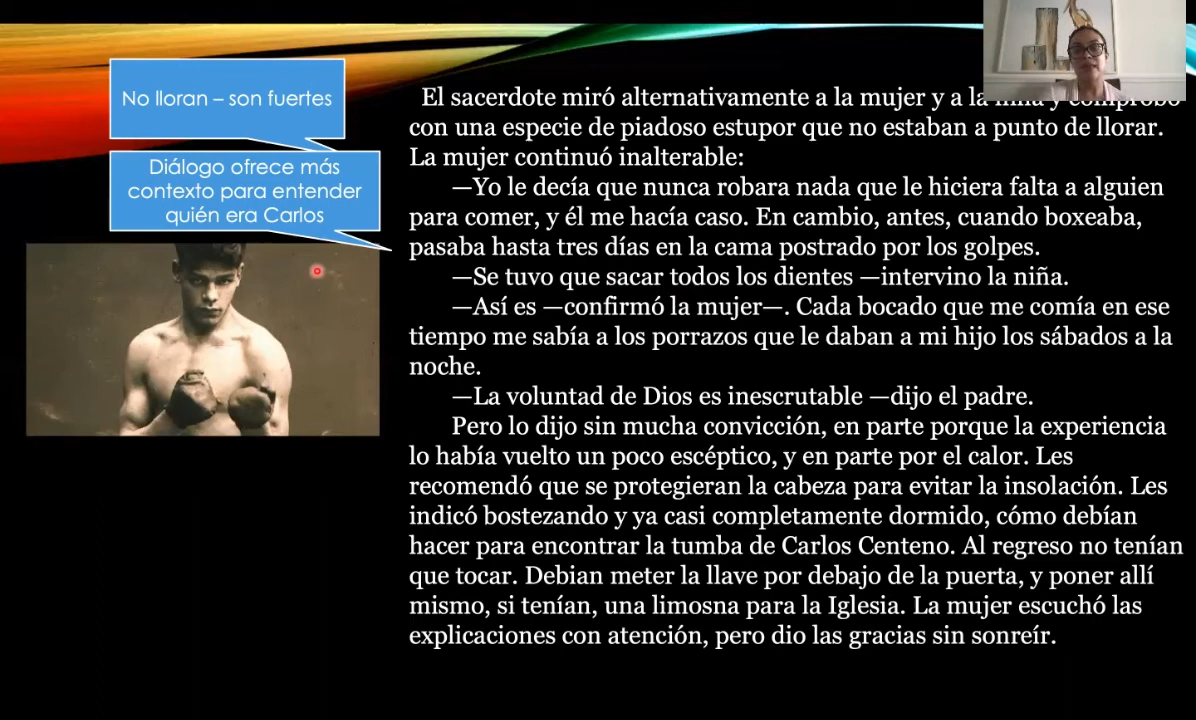 No lloran – son fuertes
Diálogo ofrece más
contexto para entender
quién era Carlos
El sacerdote miró alternativamente a la mujer y a la niña y comprobó
con una especie de piadoso estupor que no estaban a punto de llorar.
La mujer continuó inalterable:
—Yo le decía que nunca robara nada que le hiciera falta a alguien
para comer, y él me hacía caso. En cambio, antes, cuando boxeaba,
pasaba hasta tres días en la cama postrado por los golpes.
—Se tuvo que sacar todos los dientes —intervino la niña.
—Así es —confirmó la mujer—. Cada bocado que me comía en ese
tiempo me sabía a los porrazos que le daban a mi hijo los sábados a la
noche.
—La voluntad de Dios es inescrutable —dijo el padre.
Pero lo dijo sin mucha convicción, en parte porque la experiencia
lo había vuelto un poco escéptico, y en parte por el calor. Les
recomendó que se protegieran la cabeza para evitar la insolación. Les
indicó bostezando y ya casi completamente dormido, cómo debían
hacer para encontrar la tumba de Carlos Centeno. Al regreso no tenían
que tocar. Debian meter la llave por debajo de la puerta, y poner allí
mismo, si tenían, una limosna para la Iglesia. La mujer escuchó las
explicaciones con atención, pero dio las gracias sin sonreír.